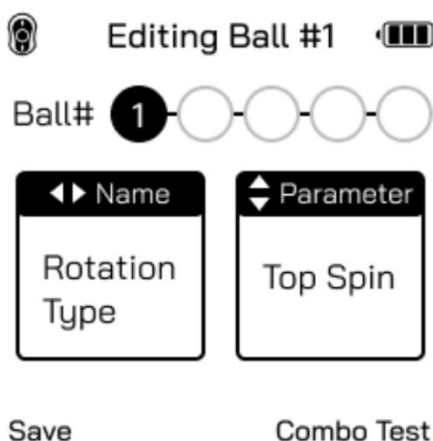 Editing Ball #1
Ball# 1
Name
Parameter
Rotation
Type
Top Spin
Save
Combo Test